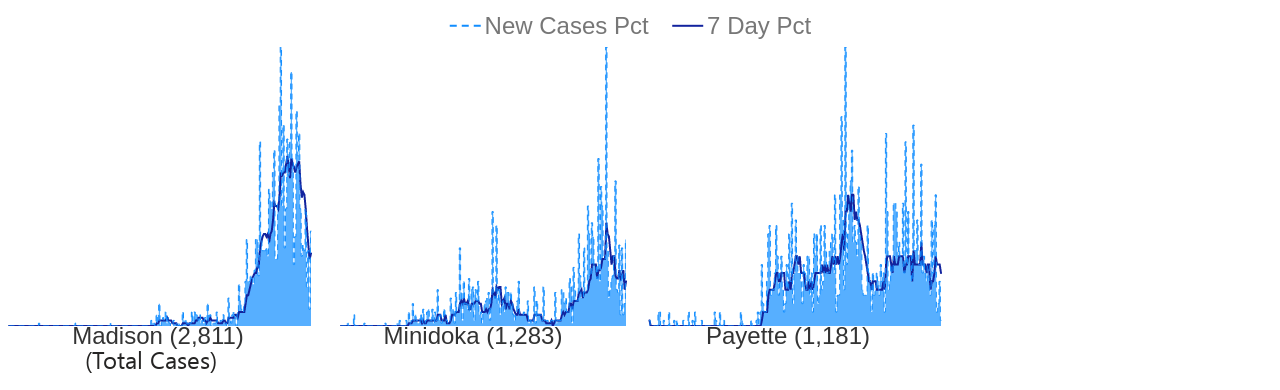 New Cases Pct 7 Day Pct
Madison (2,811) Minidoka (1,283) Payette (1,181)
(Total Cases)